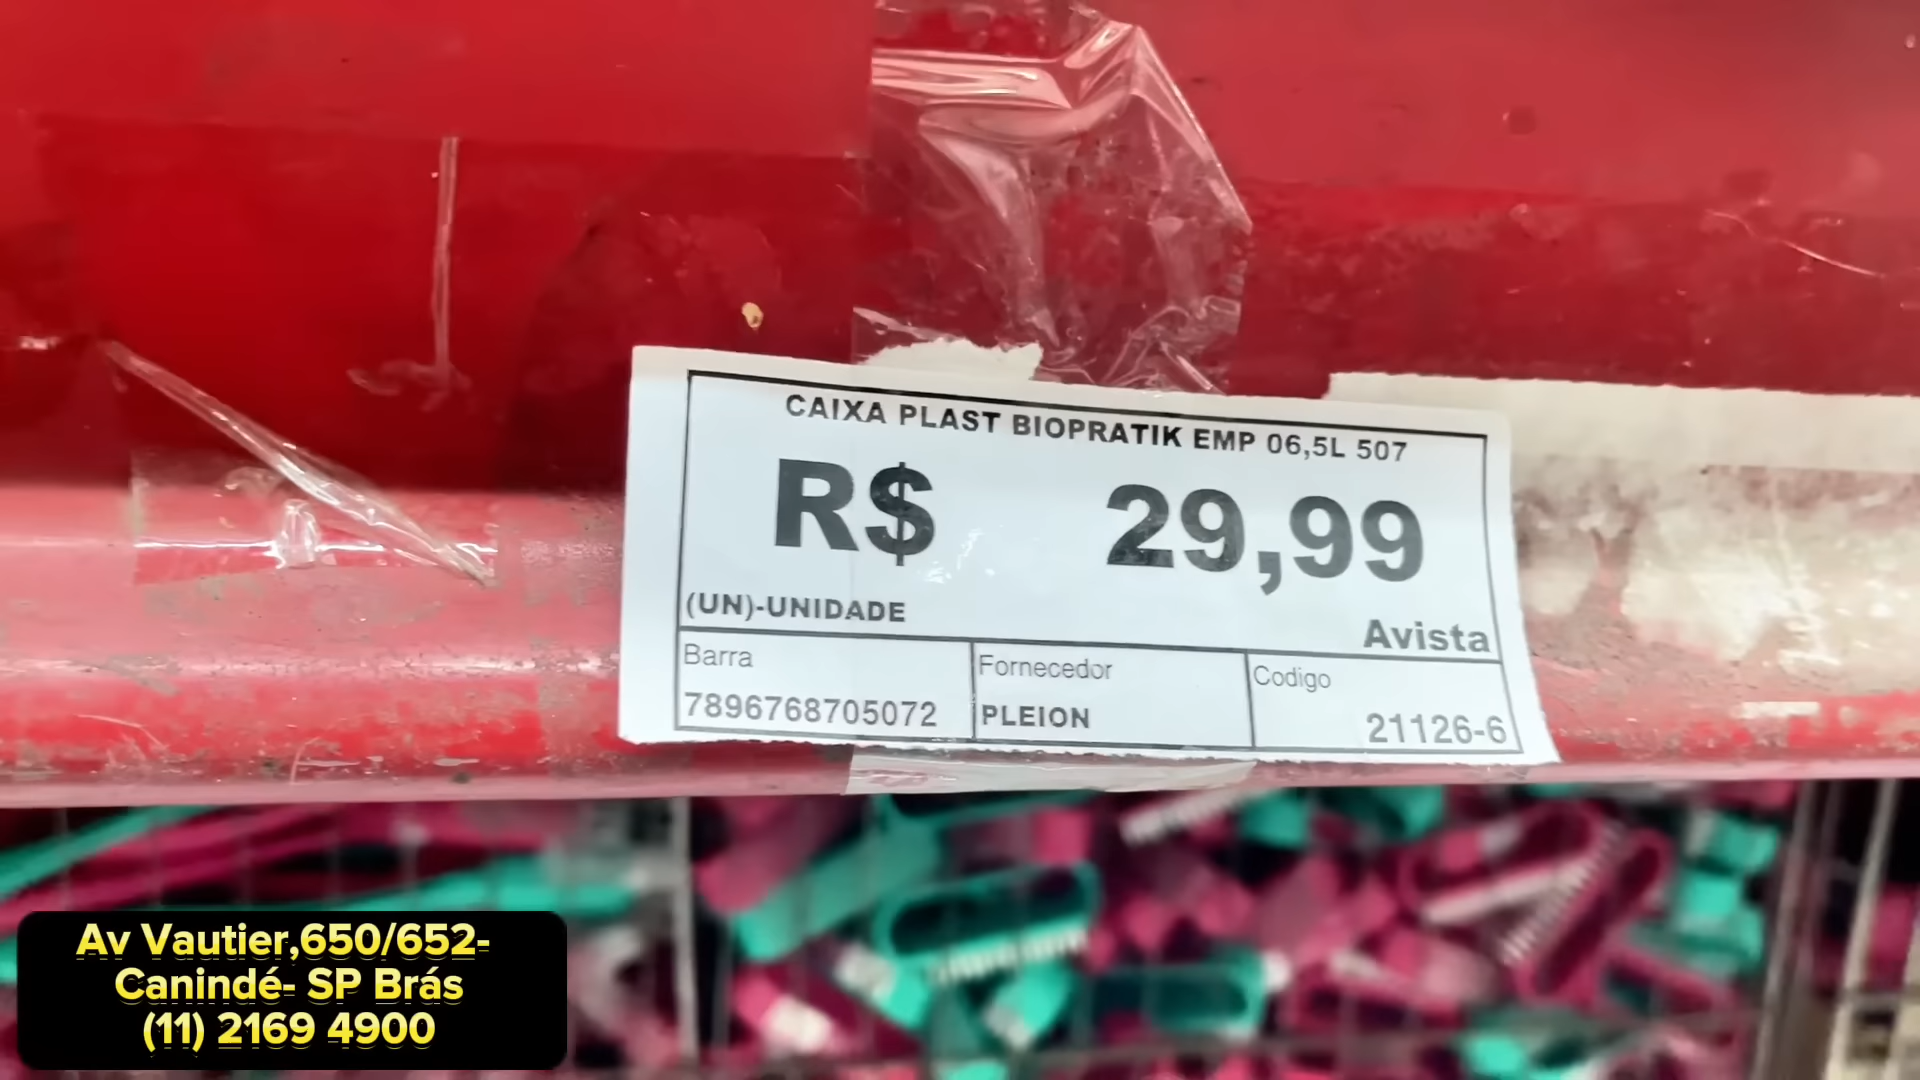 CAIXA PLAST BIOPRATIK EMP 06,5L 507
R$ 29,99
(UN)-UNIDADE
Avista
Barra
7896768705072
Fornecedor
PLEION
Codigo
21126-6
Av Vautier,650/652-
Canindé- SP Brás
(11) 2169 4900